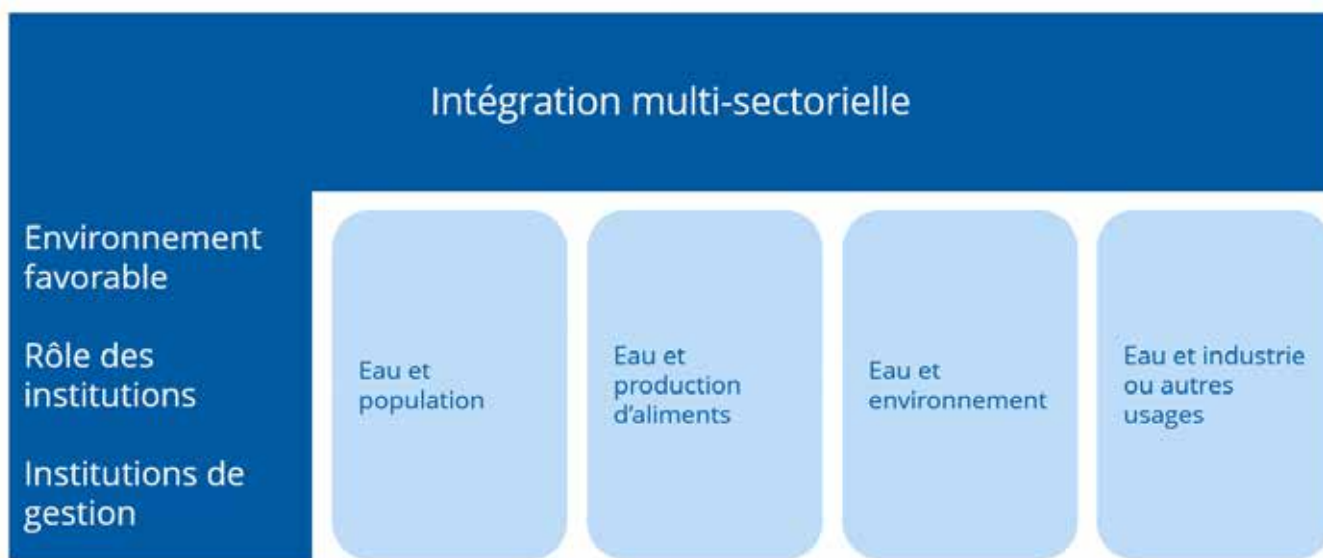 Intégration multi-sectorielle
Environnement
favorable
Rôle des
institutions
Institutions de
gestion
Eau et
population
Eau et
production
d'aliments
Eau et
environnement
Eau et industrie
ou autres
usages